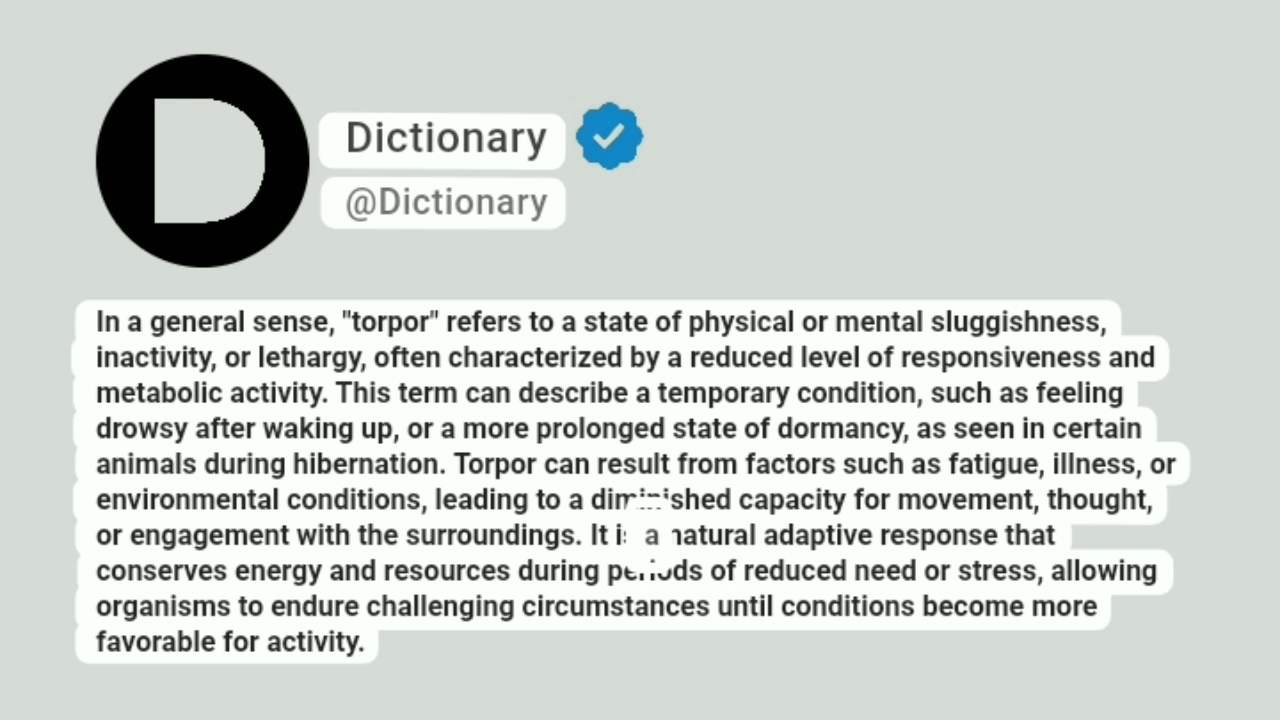 D
Dictionary
@Dictionary
In a general sense, "torpor" refers to a state of physical or mental sluggishness,
inactivity, or lethargy, often characterized by a reduced level of responsiveness and
metabolic activity. This term can describe a temporary condition, such as feeling
drowsy after waking up, or a more prolonged state of dormancy, as seen in certain
animals during hibernation. Torpor can result from factors such as fatigue, illness, or
environmental conditions, leading to a diminished capacity for movement, thought,
or engagement with the surroundings. It is a natural adaptive response that
conserves energy and resources during periods of reduced need or stress, allowing
organisms to endure challenging circumstances until conditions become more
favorable for activity.